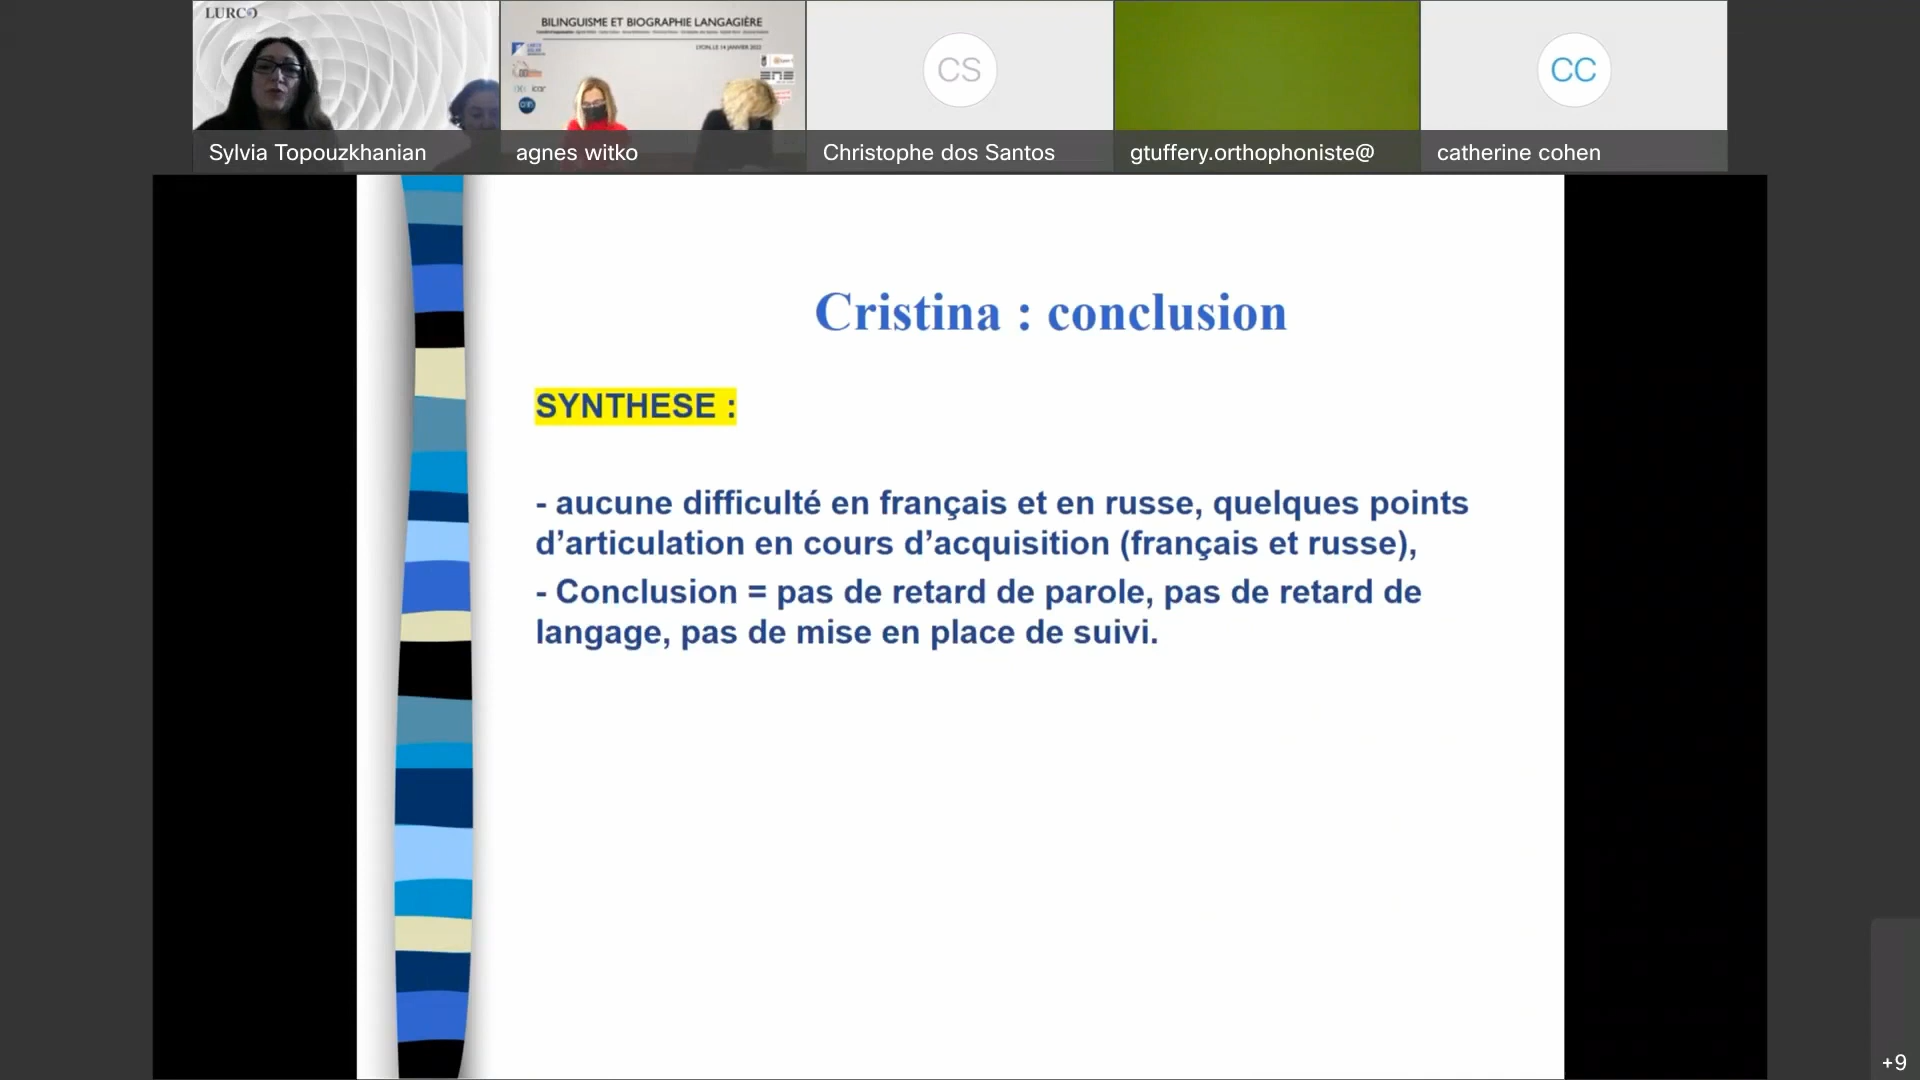 LURCO
BILINGUISME ET BIOGRAPHIE LANGAGIÈRE
LYON, LE 14 JANVIER 2022
icar
CS
CC
Sylvia Topouzkhanian
agnes witko
Christophe dos Santos
gtuffery.orthophoniste@
catherine cohen
Cristina : conclusion
SYNTHESE :
- aucune difficulté en français et en russe, quelques points
d’articulation en cours d’acquisition (français et russe),
- Conclusion = pas de retard de parole, pas de retard de
langage, pas de mise en place de suivi.
+9